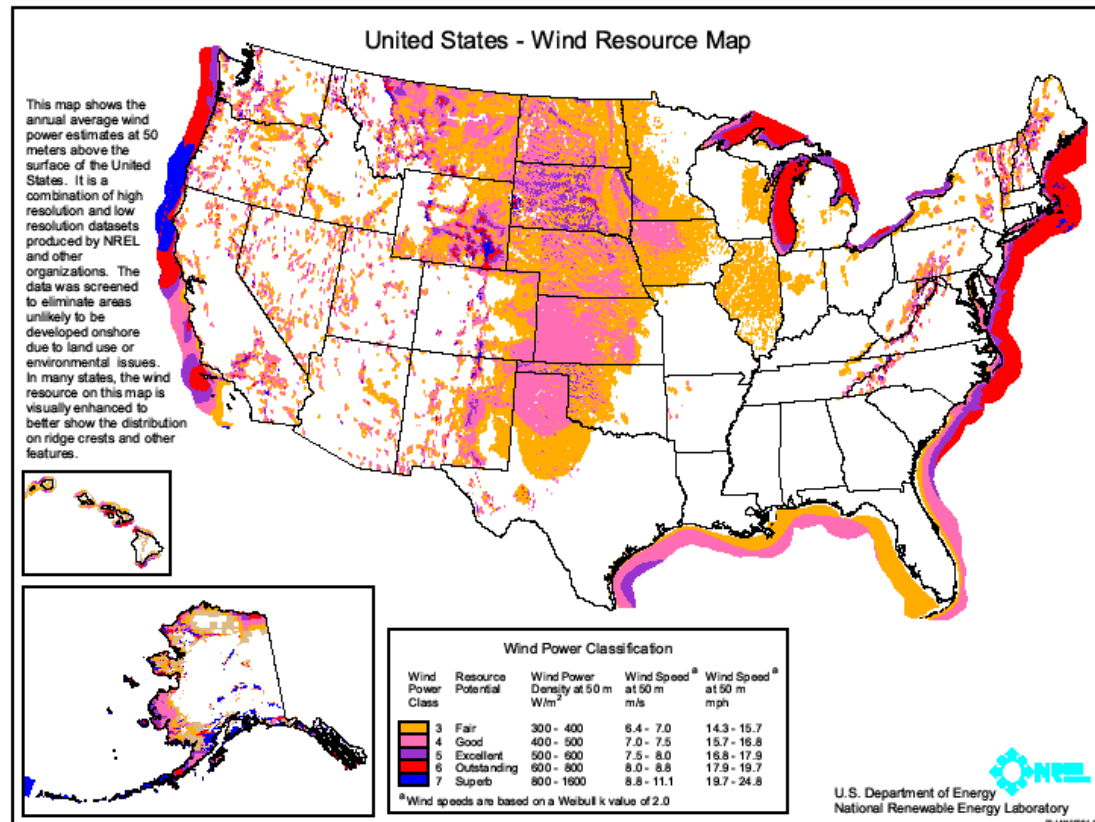 United States - Wind Resource Map
This map shows the
annual average wind
power estimates at 50
meters above the
surface of the United
States. It is a
combination of high
resolution and low
resolution datasets
produced by NREL
and other
organizations. The
data was screened
to eliminate areas
unlikely to be
developed onshore
due to land use or
environmental issues.
In many states, the wind
resource on this map is
visually enhanced to
better show the distribution
on ridge crests and other
features.
Wind Power Classification
Wind Resource Wind Power Wind Speed a Wind Speed a
Power Potential Density at 50 m at 50 m at 50 m
Class W/m2 m/s mph
3 Fair 300 - 400 6.4 - 7.0 14.3 - 15.7
4 Good 400 - 500 7.0 - 7.5 15.7 - 16.8
5 Excellent 500 - 600 7.5 - 8.0 16.8 - 17.9
6 Outstanding 600 - 800 8.0 - 8.8 17.9 - 19.7
7 Superb 800 - 1600 8.8 - 11.1 19.7 - 24.8
a Wind speeds are based on a Weibull k value of 2.0
NREL
U.S. Department of Energy
National Renewable Energy Laboratory